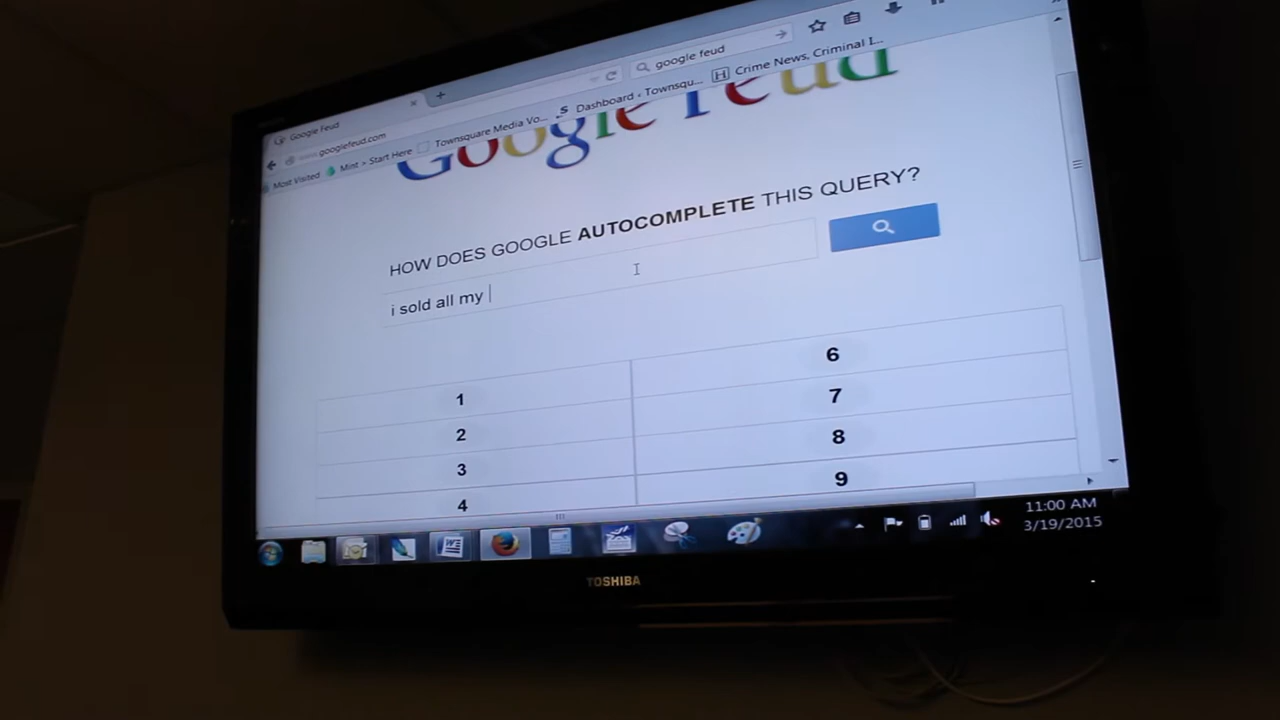 Google Feud
www.googlefeud.com
google feud
Most Visited
Mint > Start Here
Townsquare Media Vo...
Dashboard ‹ Townsqu...
H Crime News, Criminal I...
Google Feud
HOW DOES GOOGLE AUTOCOMPLETE THIS QUERY?
i sold all my
1
6
2
7
3
8
4
9
11:00 AM
3/19/2015
TOSHIBA